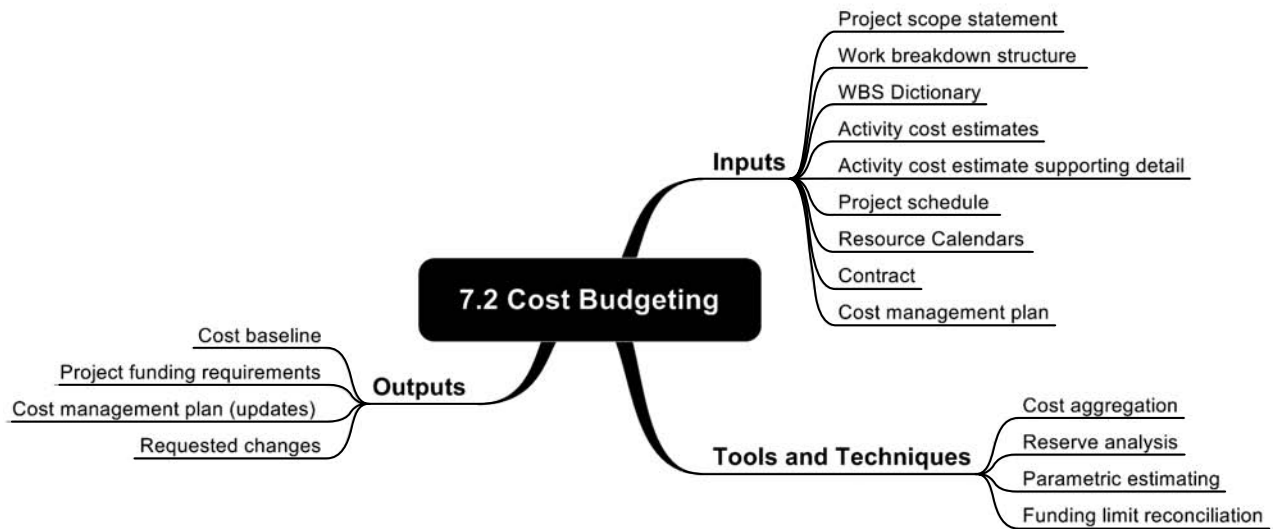 7.2 Cost Budgeting
Inputs
Project scope statement
Work breakdown structure
WBS Dictionary
Activity cost estimates
Activity cost estimate supporting detail
Project schedule
Resource Calendars
Contract
Cost management plan
Tools and Techniques
Cost aggregation
Reserve analysis
Parametric estimating
Funding limit reconciliation
Outputs
Cost baseline
Project funding requirements
Cost management plan (updates)
Requested changes